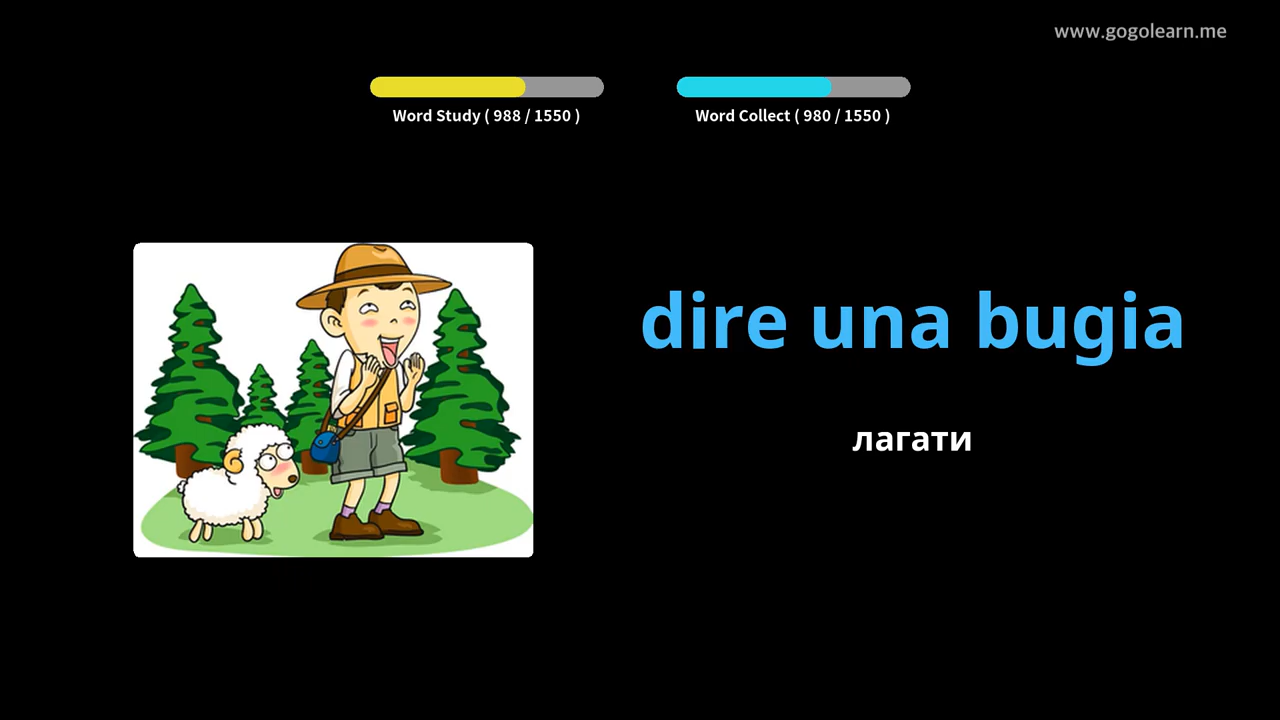 www.gogolearn.me
Word Study ( 988 / 1550 )
Word Collect ( 980 / 1550 )
dire una bugia
лагати